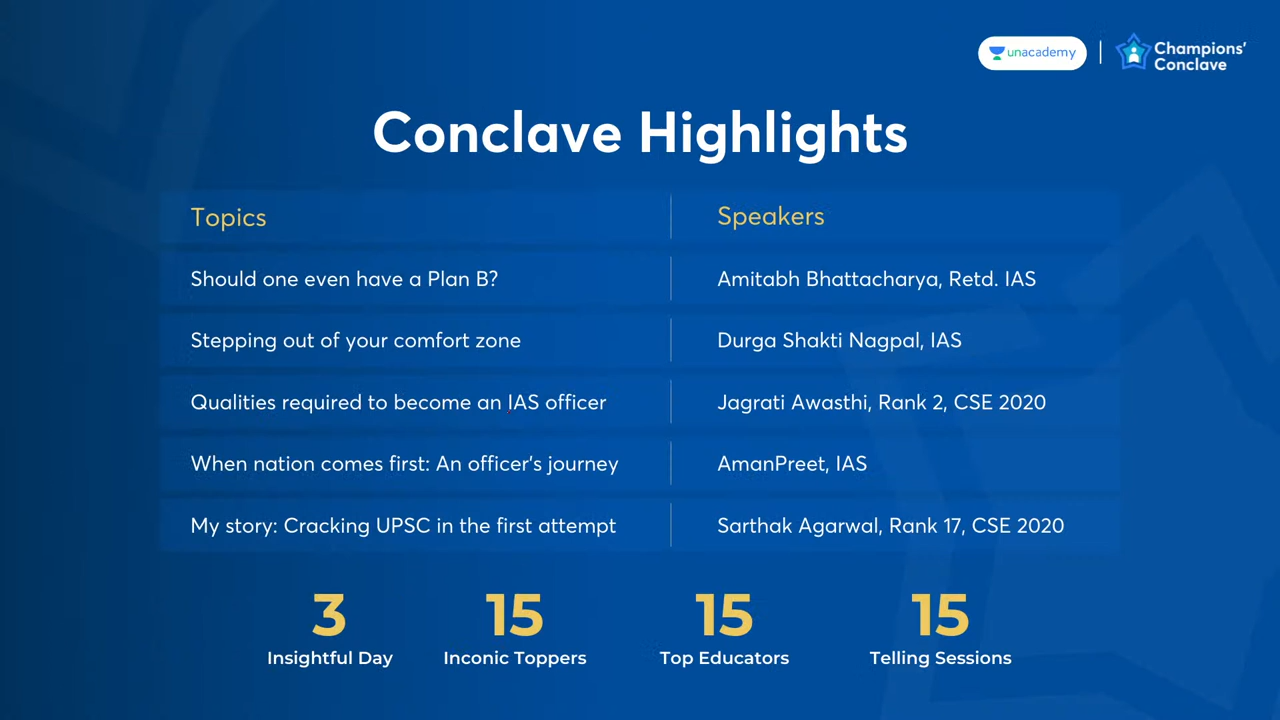 unacademy
Champions'
Conclave
Conclave Highlights
Topics Speakers
Should one even have a Plan B? Amitabh Bhattacharya, Retd. IAS
Stepping out of your comfort zone Durga Shakti Nagpal, IAS
Qualities required to become an IAS officer Jagrati Awasthi, Rank 2, CSE 2020
When nation comes first: An officer's journey AmanPreet, IAS
My story: Cracking UPSC in the first attempt Sarthak Agarwal, Rank 17, CSE 2020
3 15 15 15
Insightful Day Inconic Toppers Top Educators Telling Sessions